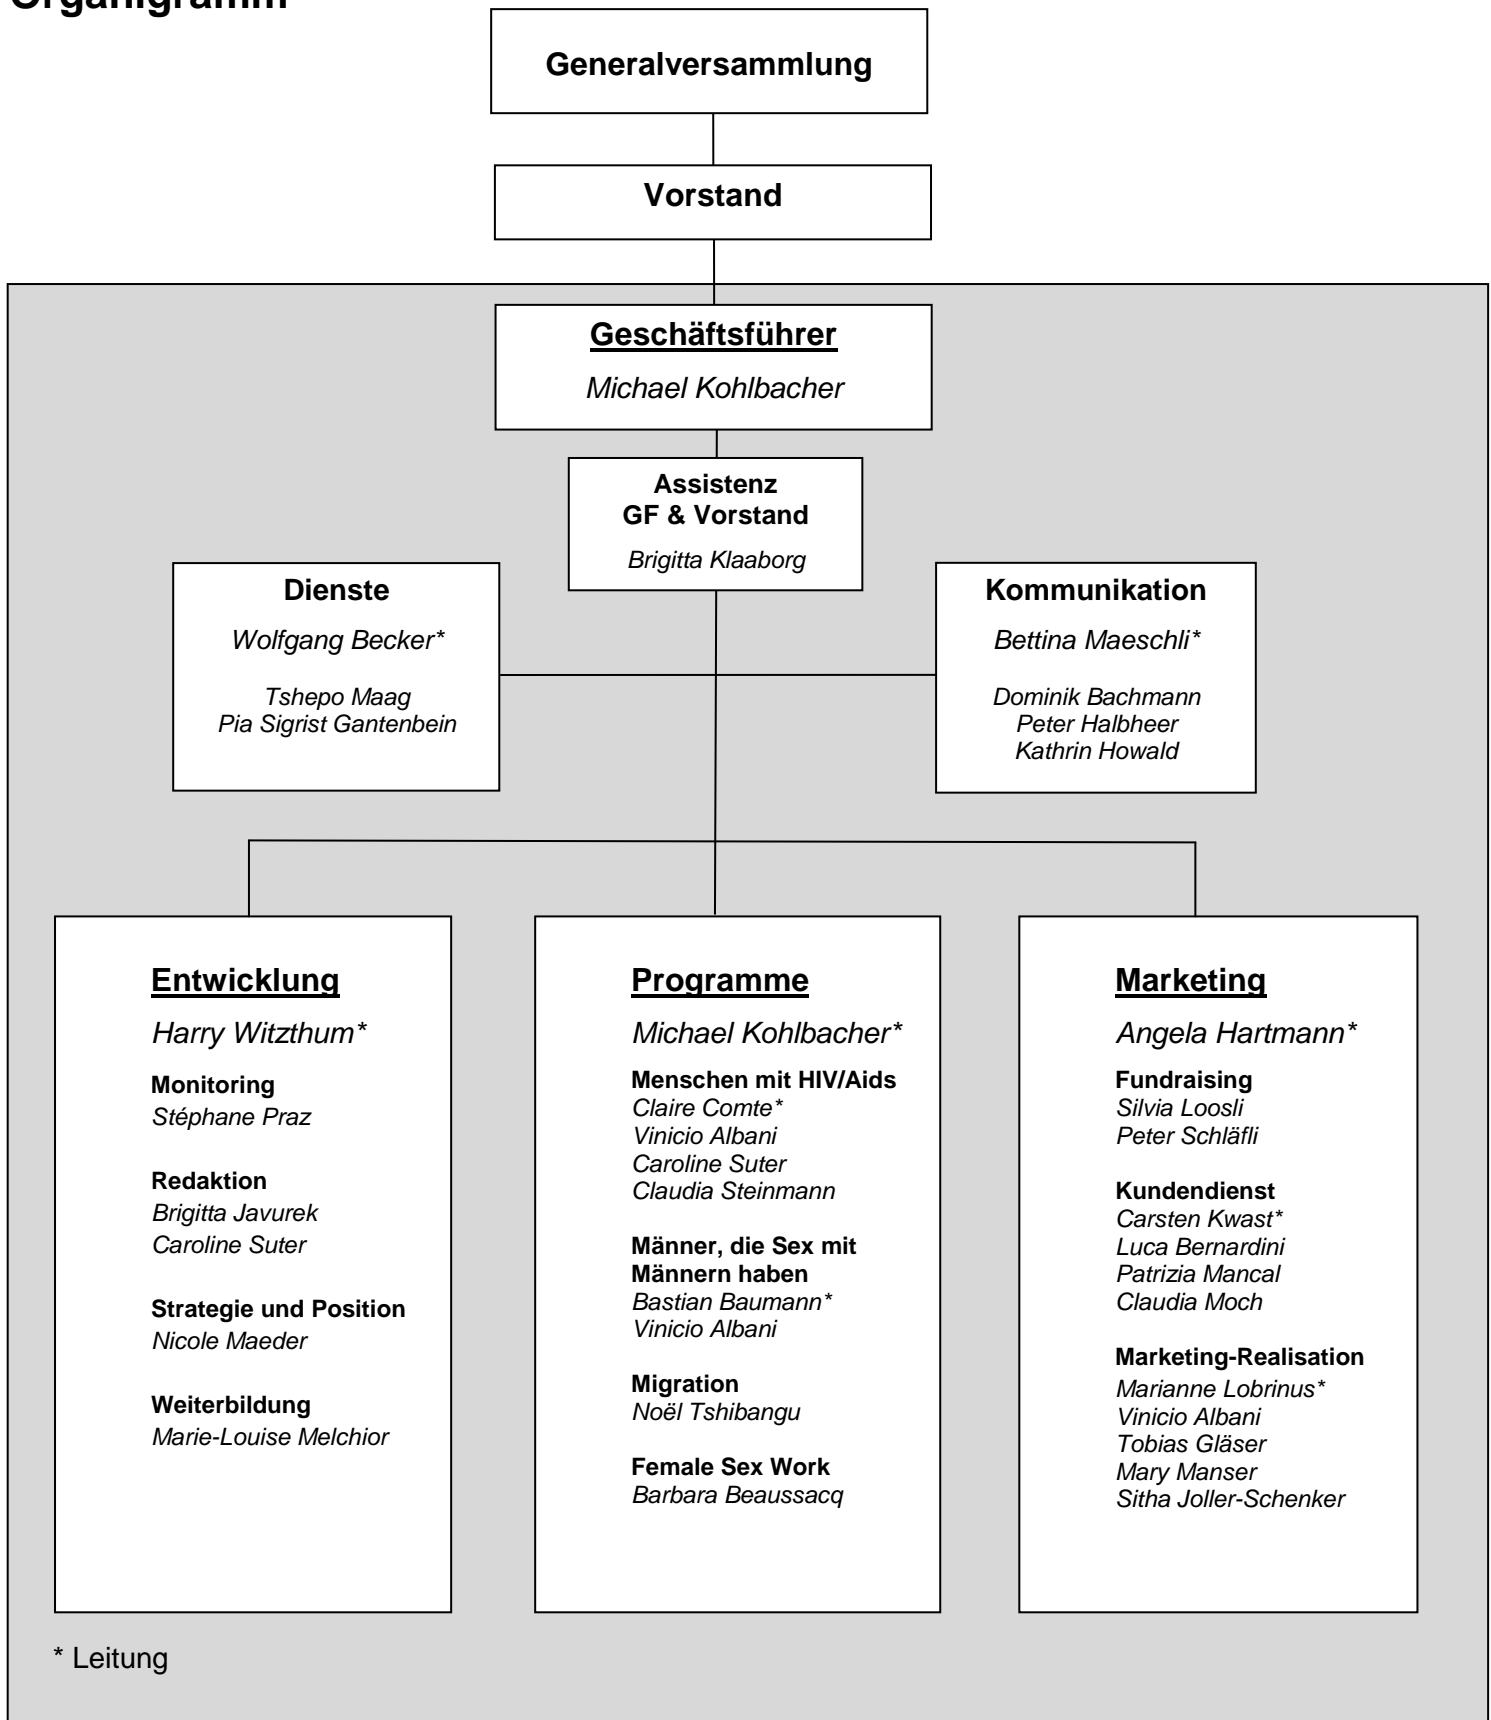 Organigramm
Generalversammlung
Vorstand
Geschäftsführer
Michael Kohlbacher
Assistenz
GF & Vorstand
Brigitta Klaaborg
Dienste
Wolfgang Becker*
Tshepo Maag
Pia Sigrist Gantenbein
Kommunikation
Bettina Maeschli*
Dominik Bachmann
Peter Halbheer
Kathrin Howald
Entwicklung
Harry Witzthum*
Monitoring
Stéphane Praz
Redaktion
Brigitta Javurek
Caroline Suter
Strategie und Position
Nicole Maeder
Weiterbildung
Marie-Louise Melchior
Programme
Michael Kohlbacher*
Menschen mit HIV/Aids
Claire Comte*
Vinicio Albani
Caroline Suter
Claudia Steinmann
Männer, die Sex mit
Männern haben
Bastian Baumann*
Vinicio Albani
Migration
Noël Tshibangu
Female Sex Work
Barbara Beaussacq
Marketing
Angela Hartmann*
Fundraising
Silvia Loosli
Peter Schläfli
Kundendienst
Carsten Kwast*
Luca Bernardini
Patrizia Mancal
Claudia Moch
Marketing-Realisation
Marianne Lobrinus*
Vinicio Albani
Tobias Gläser
Mary Manser
Sitha Joller-Schenker
* Leitung